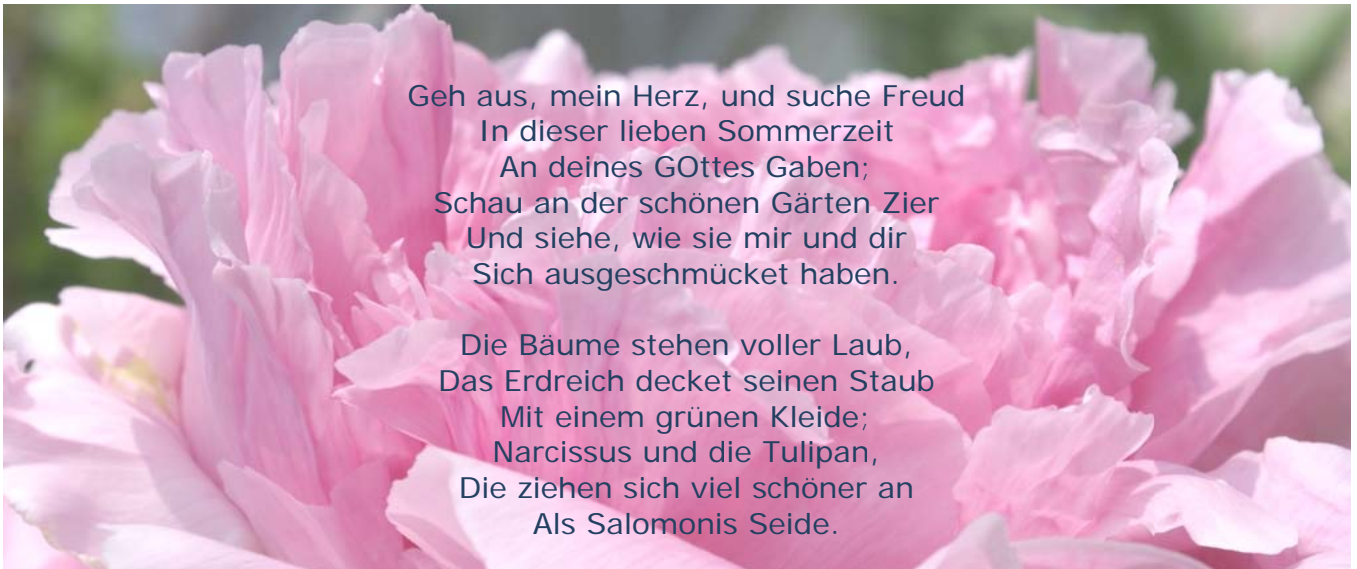 Geh aus, mein Herz, und suche Freud
In dieser lieben Sommerzeit
An deines GOttes Gaben;
Schau an der schönen Gärten Zier
Und siehe, wie sie mir und dir
Sich ausgeschmücket haben.

Die Bäume stehen voller Laub,
Das Erdreich decket seinen Staub
Mit einem grünen Kleide;
Narcissus und die Tulipan,
Die ziehen sich viel schöner an
Als Salomonis Seide.